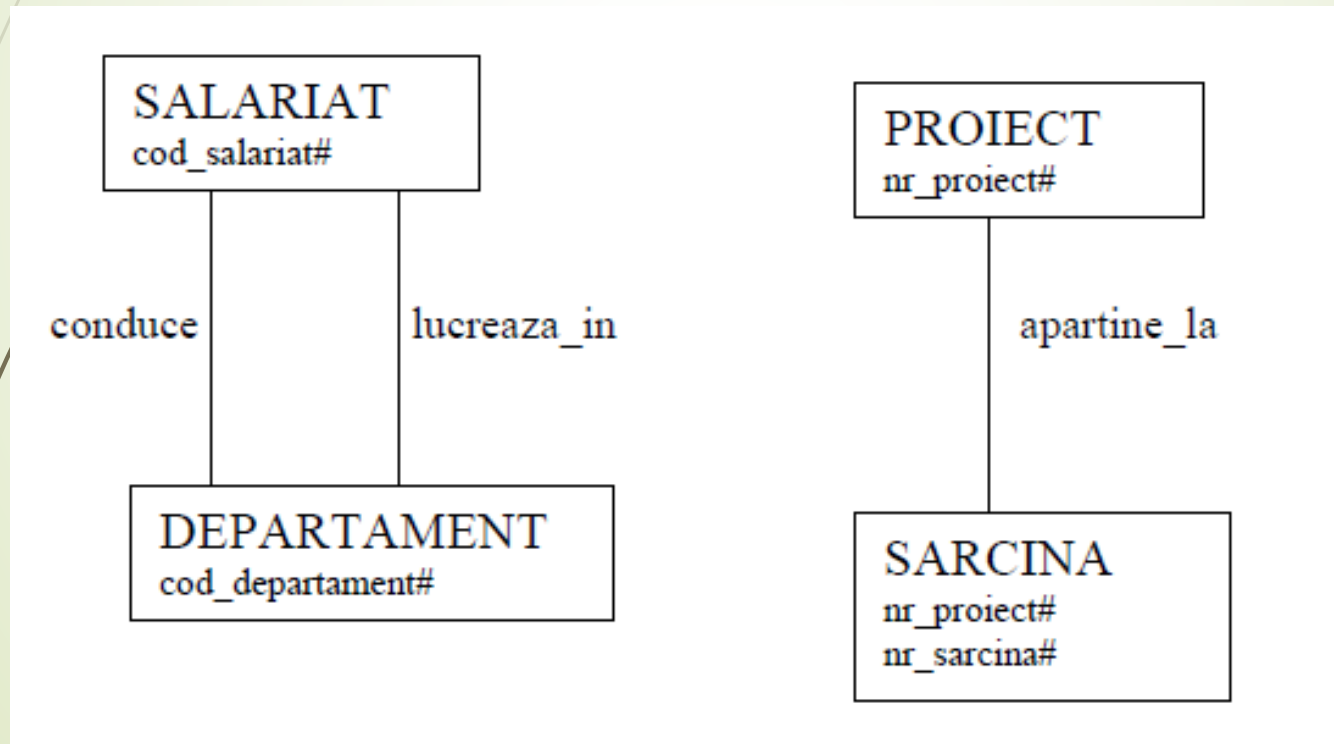 SALARIAT
cod_salariat#
conduce
lucreaza_in
DEPARTAMENT
cod_departament#
PROIECT
nr_proiect#
apartine_la
SARCINA
nr_proiect#
nr_sarcina#